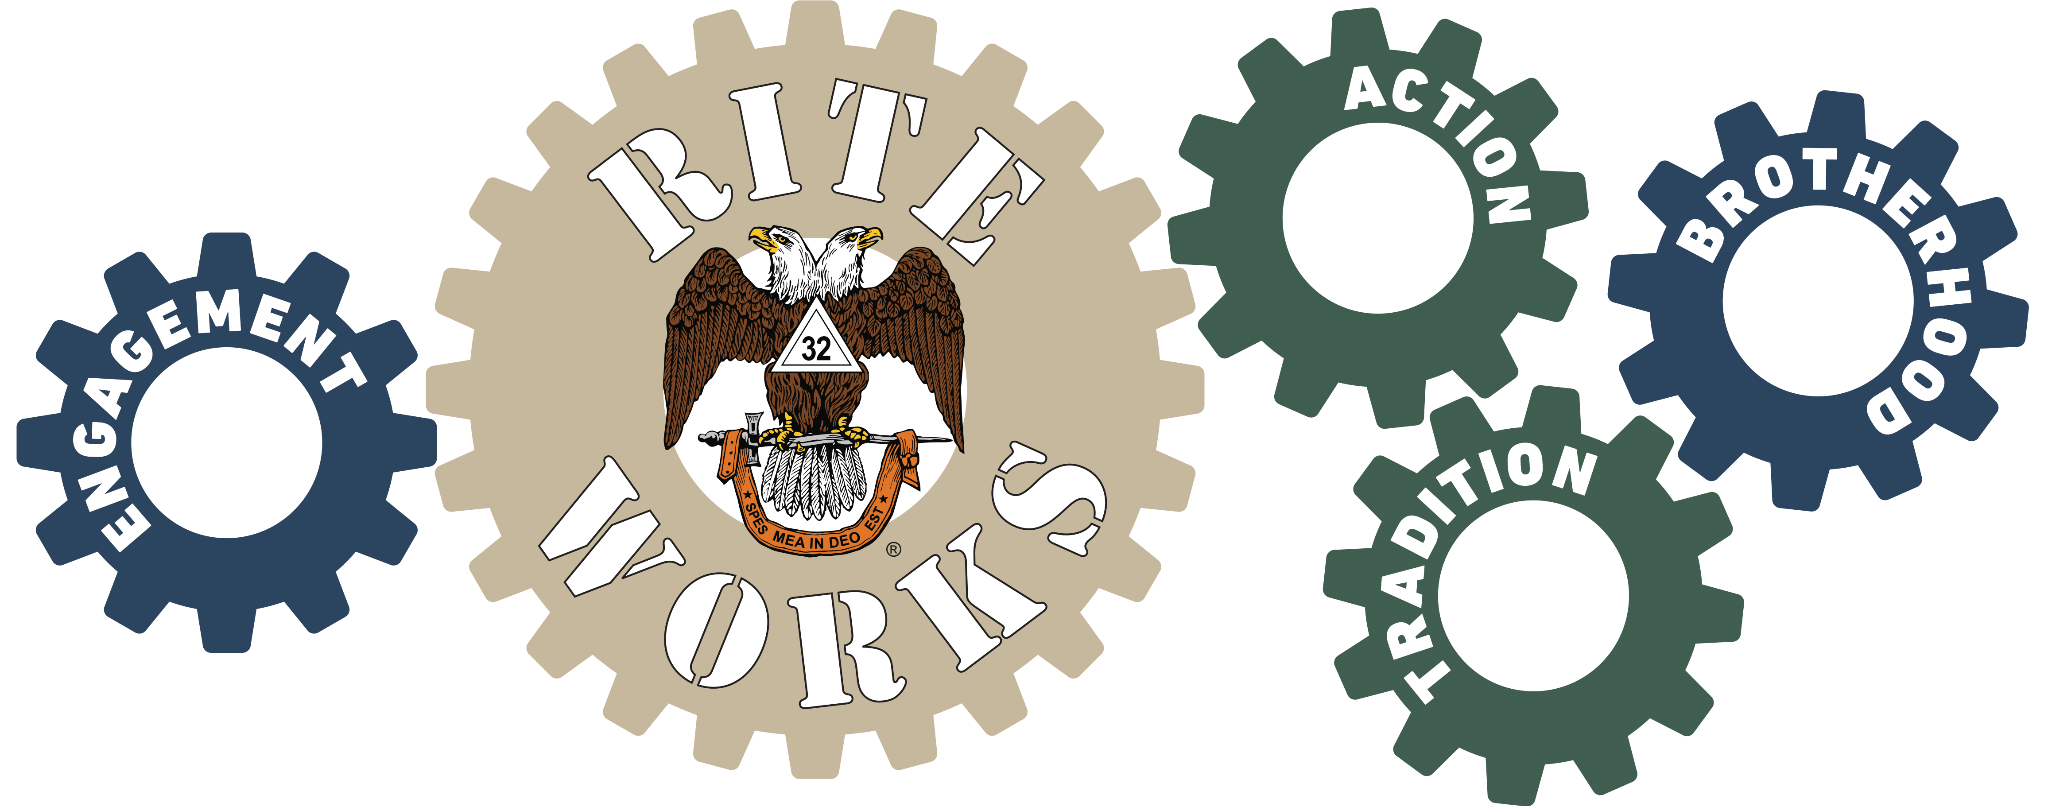 ENGAGEMENT
RITE
32
★ SPES MEA IN DEO EST ★
®
WORKS
ACTION
BROTHERHOOD
TRADITION